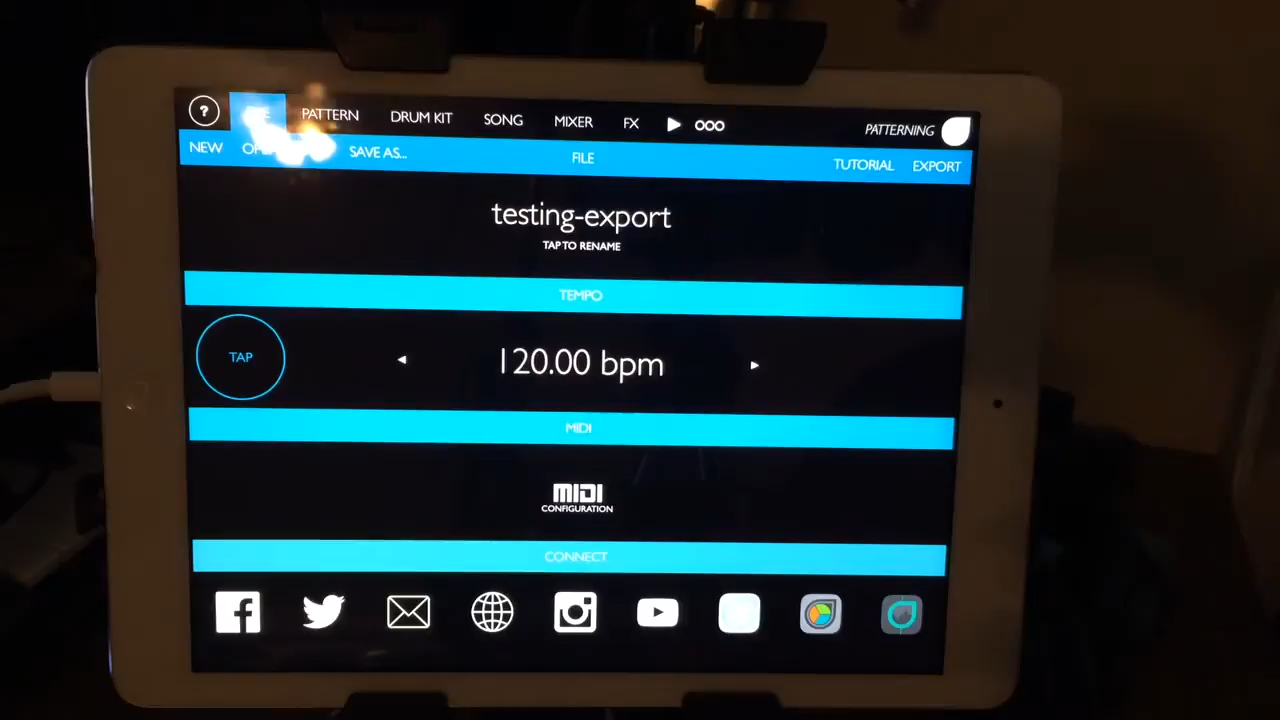 ?
PATTERN DRUM KIT SONG MIXER FX PATTERNING
NEW SAVE AS... FILE TUTORIAL EXPORT
testing-export
TAP TO RENAME
TEMPO
TAP 120.00 bpm
MIDI
MIDI
CONFIGURATION
CONNECT